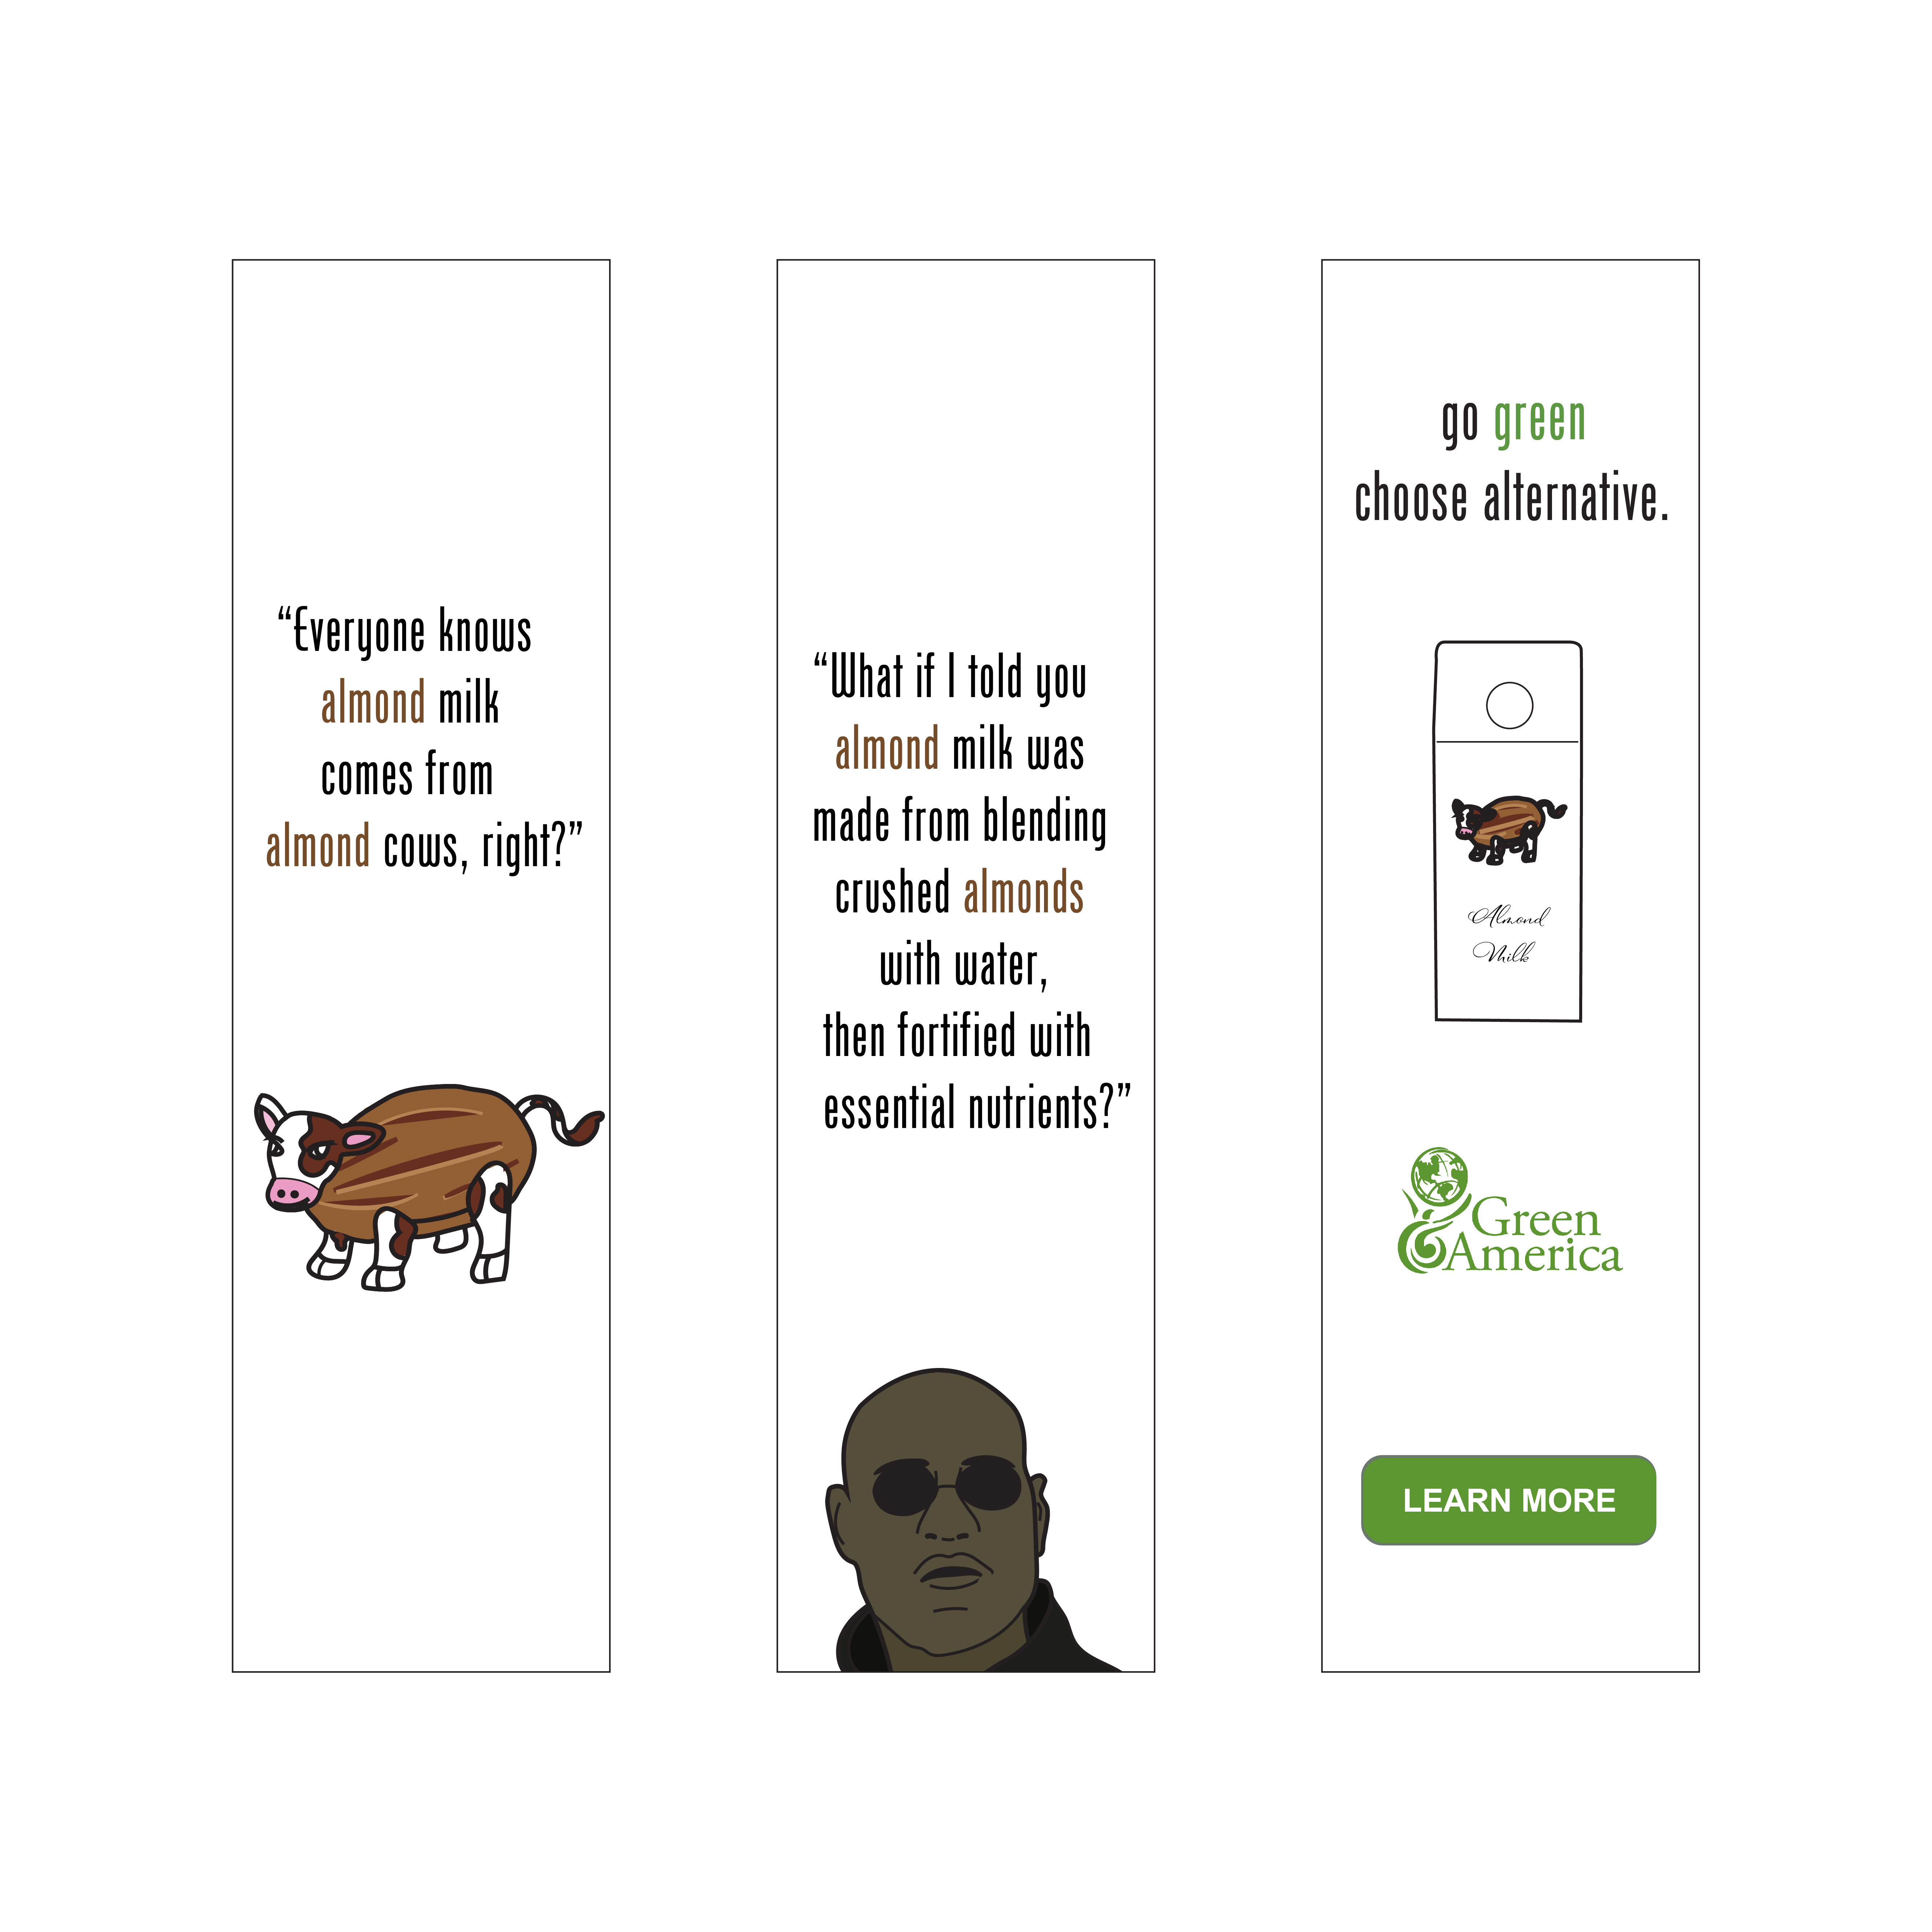 “Everyone knows
almond milk
comes from
almond cows, right?”
“What if I told you
almond milk was
made from blending
crushed almonds
with water,
then fortified with
essential nutrients?”
go green
choose alternative.
Almond
Milk
Green
America
LEARN MORE